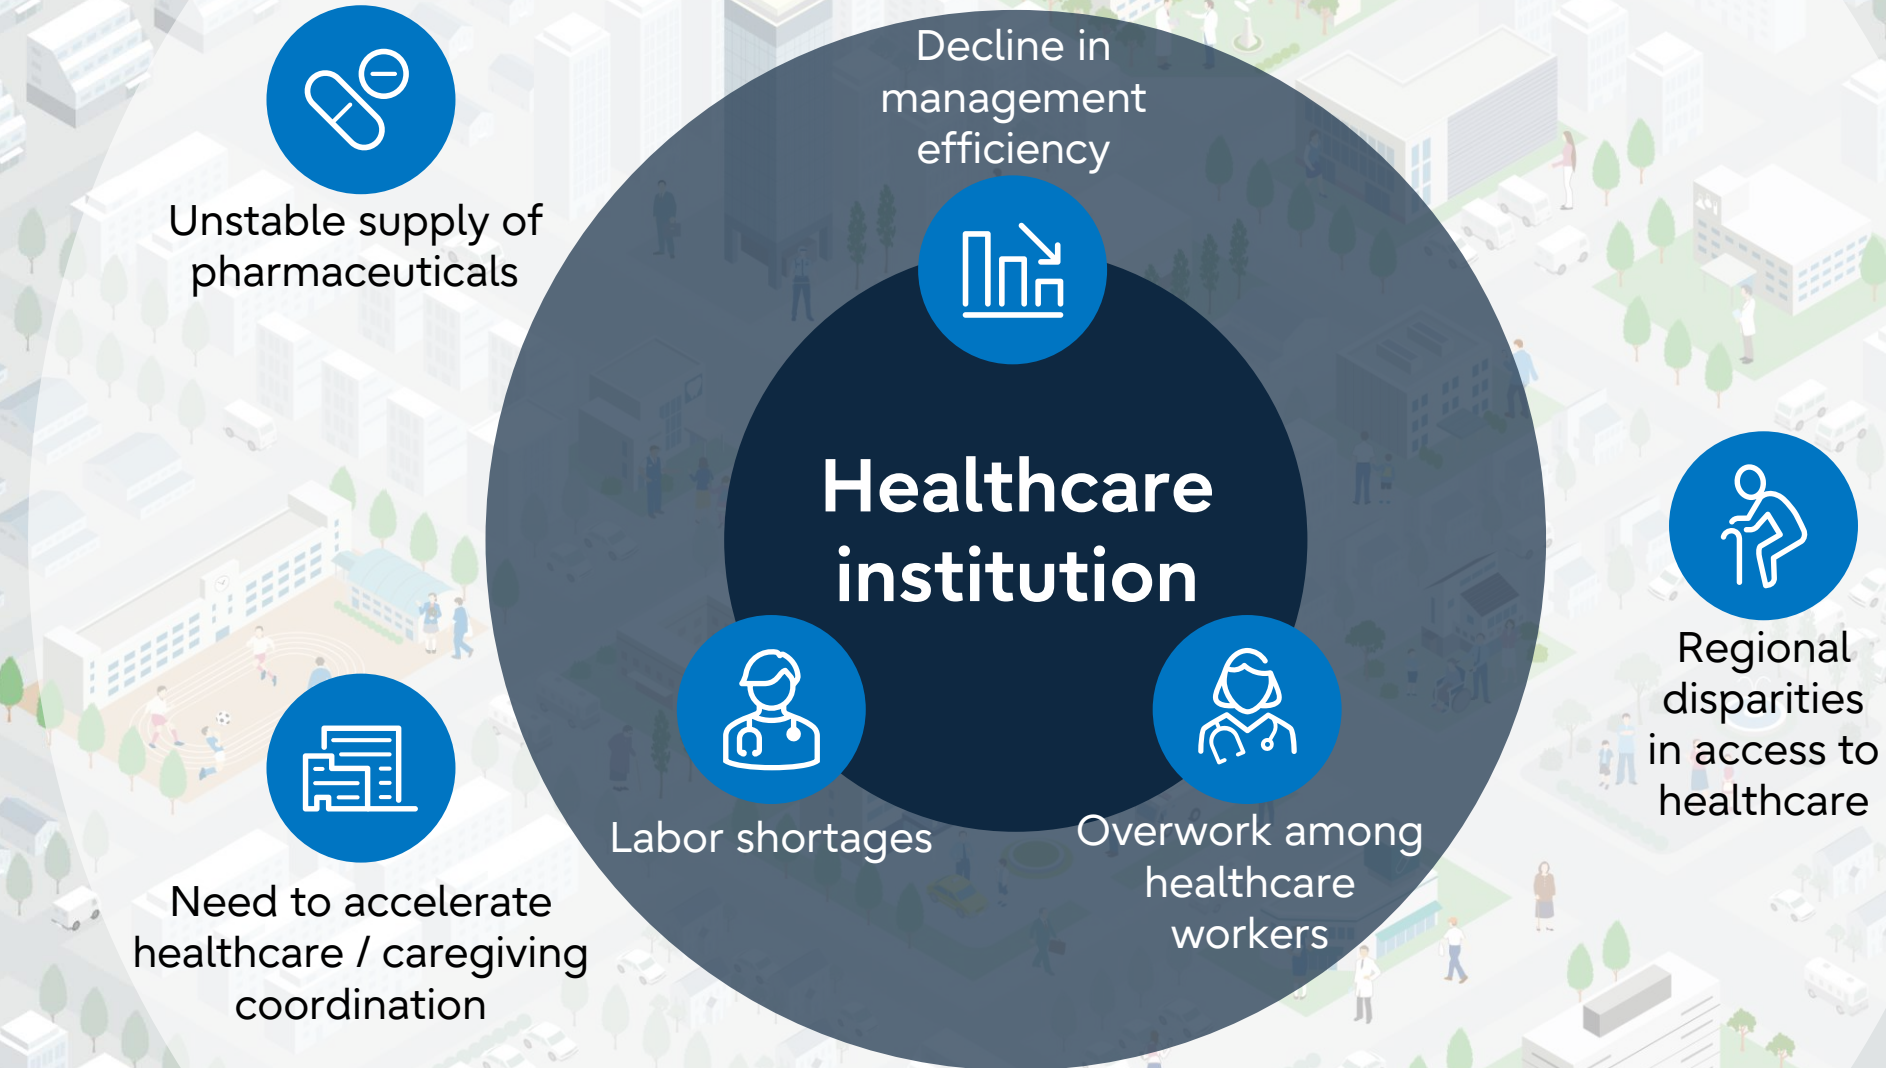 Decline in
management
efficiency
Unstable supply of
pharmaceuticals
Healthcare
institution
Regional
disparities
in access to
healthcare
Labor shortages
Overwork among
healthcare
workers
Need to accelerate
healthcare / caregiving
coordination